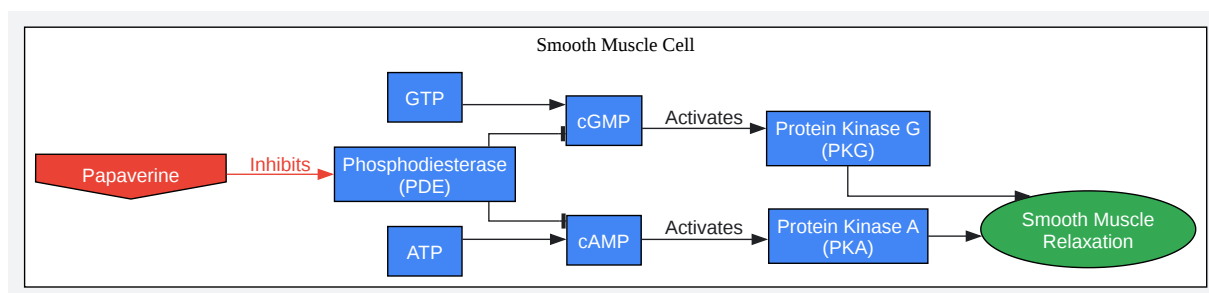 Smooth Muscle Cell
GTP
cGMP
Activates
Protein Kinase G
(PKG)
Papaverine
Inhibits
Phosphodiesterase
(PDE)
ATP
cAMP
Activates
Protein Kinase A
(PKA)
Smooth Muscle
Relaxation